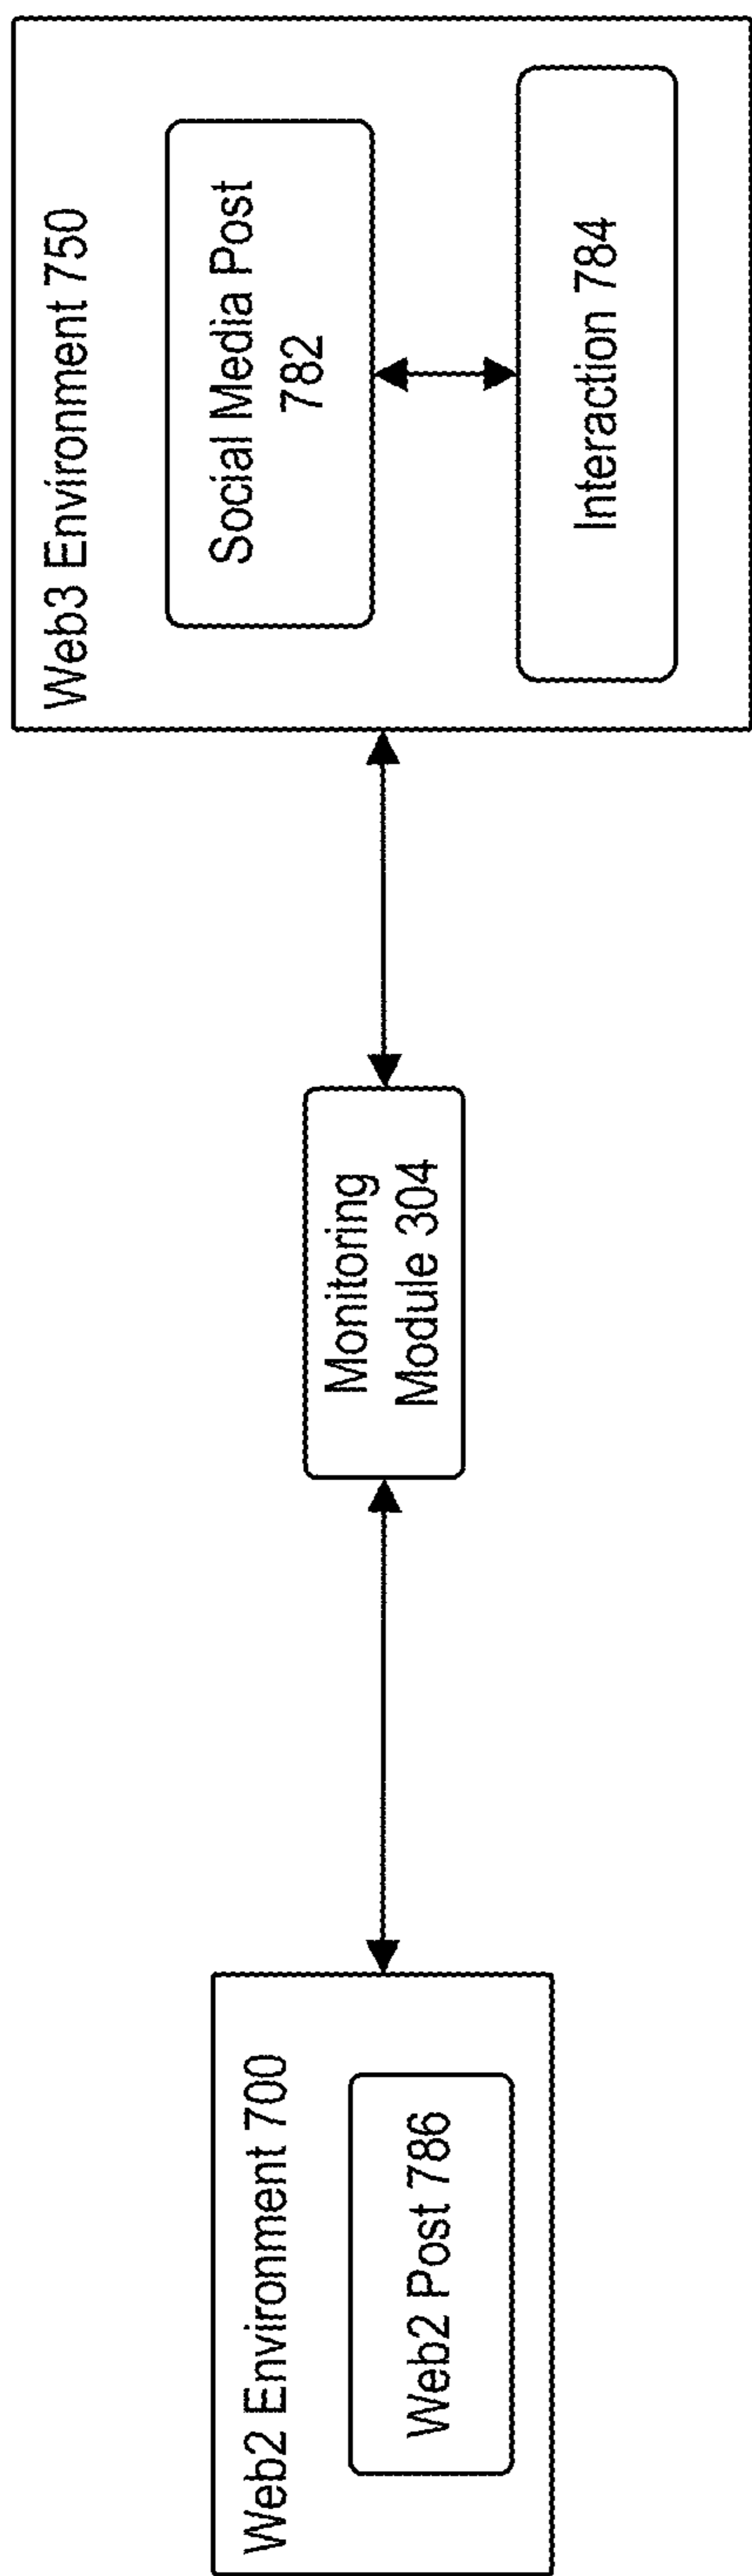 Web2 Environment 700
Web2 Post 786
Monitoring
Module 304
Web3 Environment 750
Social Media Post
782
Interaction 784